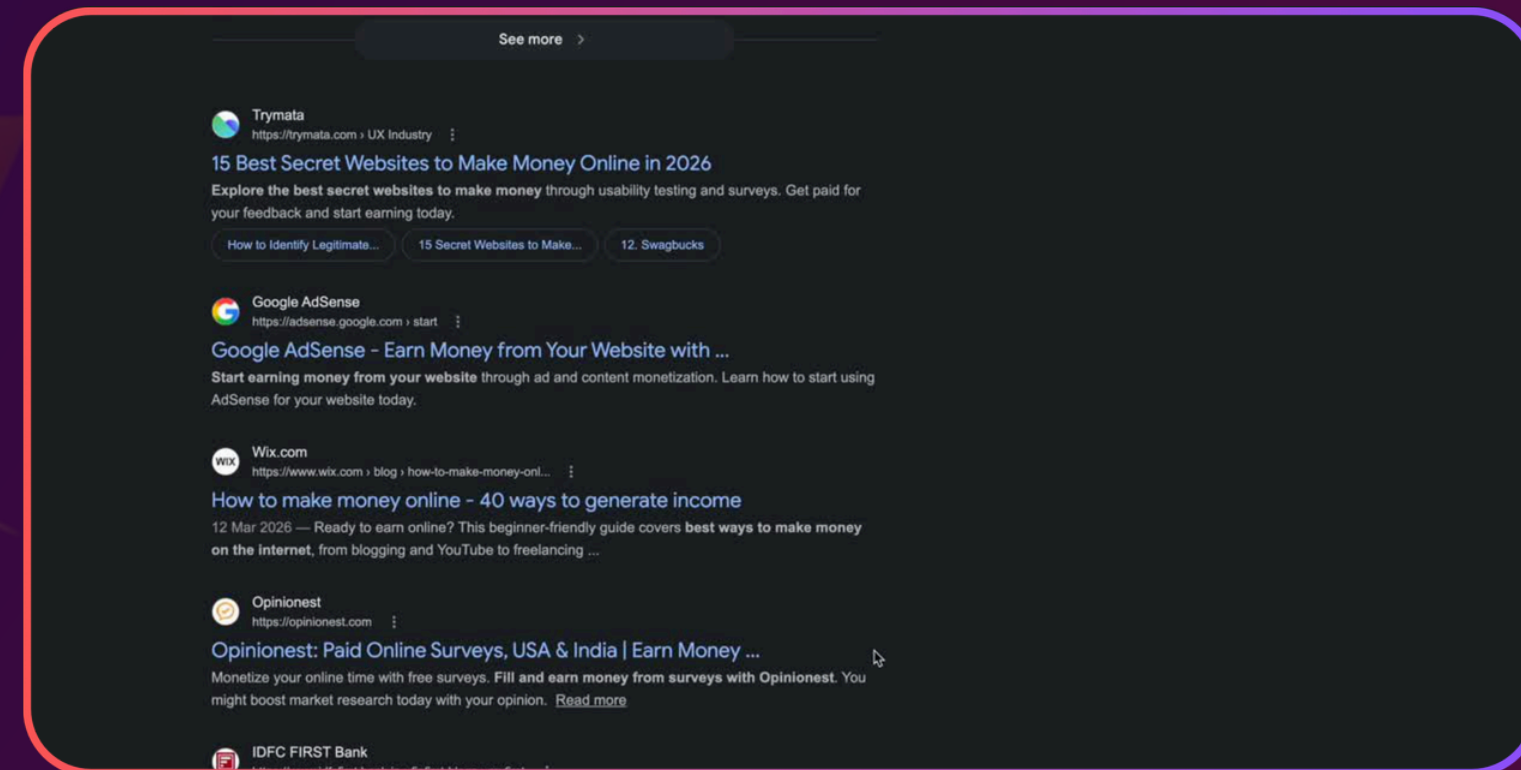 See more
Trymata
https://trymata.com › UX Industry
15 Best Secret Websites to Make Money Online in 2026
Explore the best secret websites to make money through usability testing and surveys. Get paid for
your feedback and start earning today.
How to Identify Legitimate... 15 Secret Websites to Make... 12. Swagbucks
Google AdSense
https://adsense.google.com › start
Google AdSense - Earn Money from Your Website with ...
Start earning money from your website through ad and content monetization. Learn how to start using
AdSense for your website today.
WIX
Wix.com
https://www.wix.com › blog › how-to-make-money-onl...
How to make money online - 40 ways to generate income
12 Mar 2026 — Ready to earn online? This beginner-friendly guide covers best ways to make money
on the internet, from blogging and YouTube to freelancing ...
Opinionest
https://opinionest.com
Opinionest: Paid Online Surveys, USA & India | Earn Money ...
Monetize your online time with free surveys. Fill and earn money from surveys with Opinionest. You
might boost market research today with your opinion. Read more
IDFC FIRST Bank